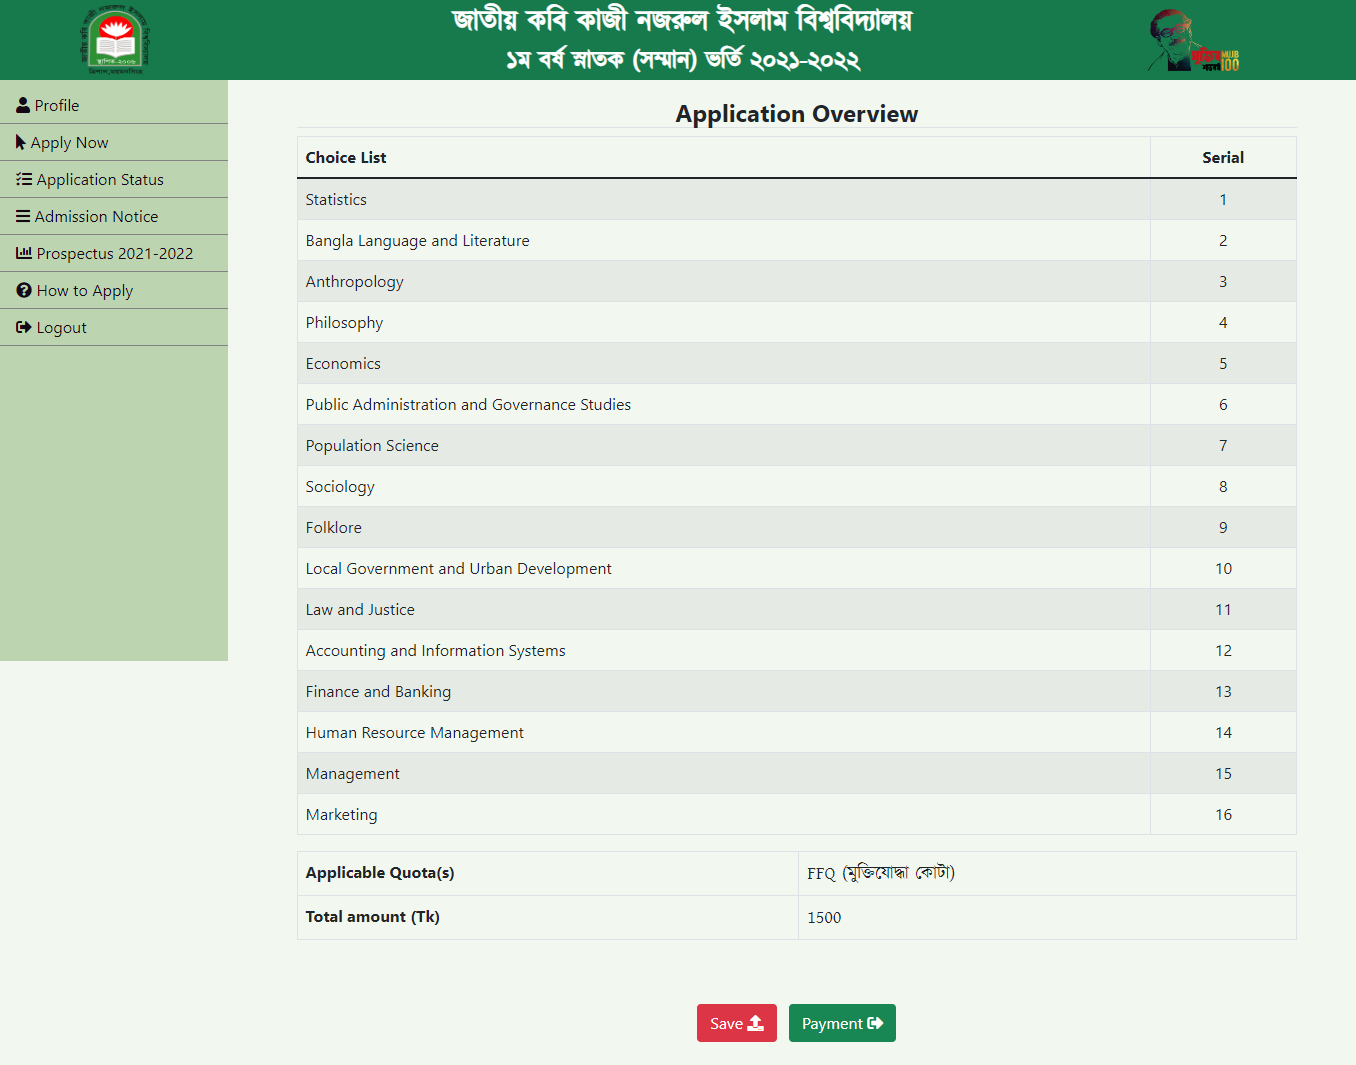 জাতীয় কবি কাজী নজরুল ইসলাম বিশ্ববিদ্যালয়
১ম বর্ষ স্নাতক (সম্মান) ভর্তি ২০২১-২০২২
MUJIB
100
Profile
Apply Now
Application Status
Admission Notice
Prospectus 2021-2022
How to Apply
Logout
Application Overview
Choice List Serial
Statistics 1
Bangla Language and Literature 2
Anthropology 3
Philosophy 4
Economics 5
Public Administration and Governance Studies 6
Population Science 7
Sociology 8
Folklore 9
Local Government and Urban Development 10
Law and Justice 11
Accounting and Information Systems 12
Finance and Banking 13
Human Resource Management 14
Management 15
Marketing 16
Applicable Quota(s) FFQ (মুক্তিযোদ্ধা কোটা)
Total amount (Tk) 1500
Save Payment